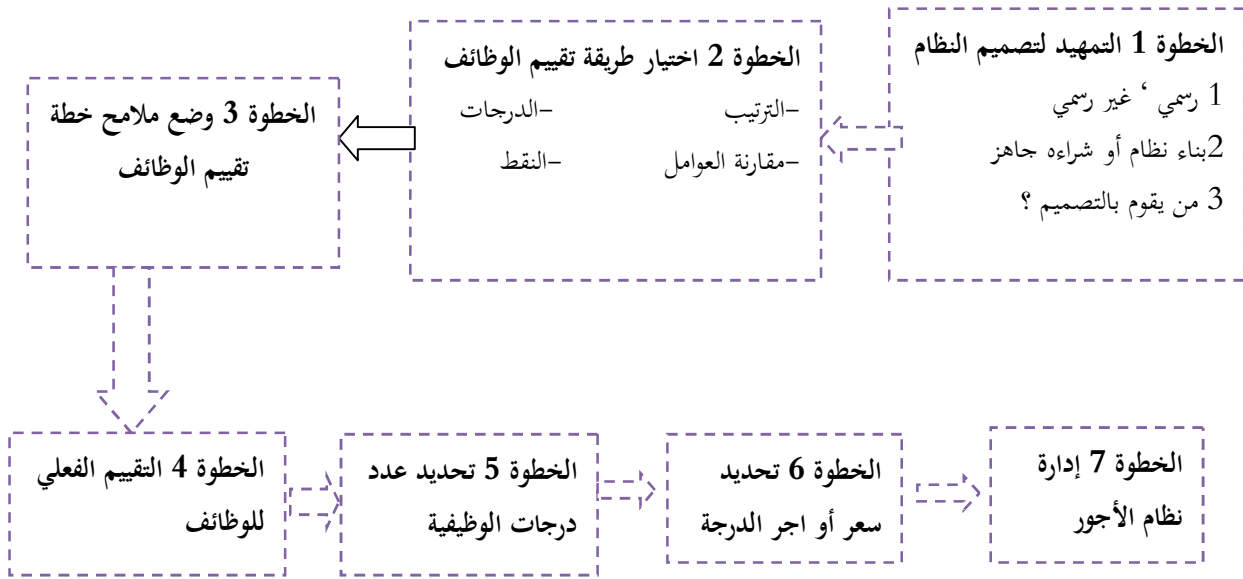 الخطوة 1 التمهيد لتصميم النظام
1 رسمي ‘ غير رسمي
2بناء نظام أو شراءه جاهز
3 من يقوم بالتصميم ؟
الخطوة 2 اختيار طريقة تقييم الوظائف
-الترتيب -الدرجات
-مقارنة العوامل -النقط
الخطوة 3 وضع ملامح خطة
تقييم الوظائف
الخطوة 4 التقييم الفعلي
للوظائف
الخطوة 5 تحديد عدد
درجات الوظيفية
الخطوة 6 تحديد
سعر أو اجر الدرجة
الخطوة 7 إدارة
نظام الأجور